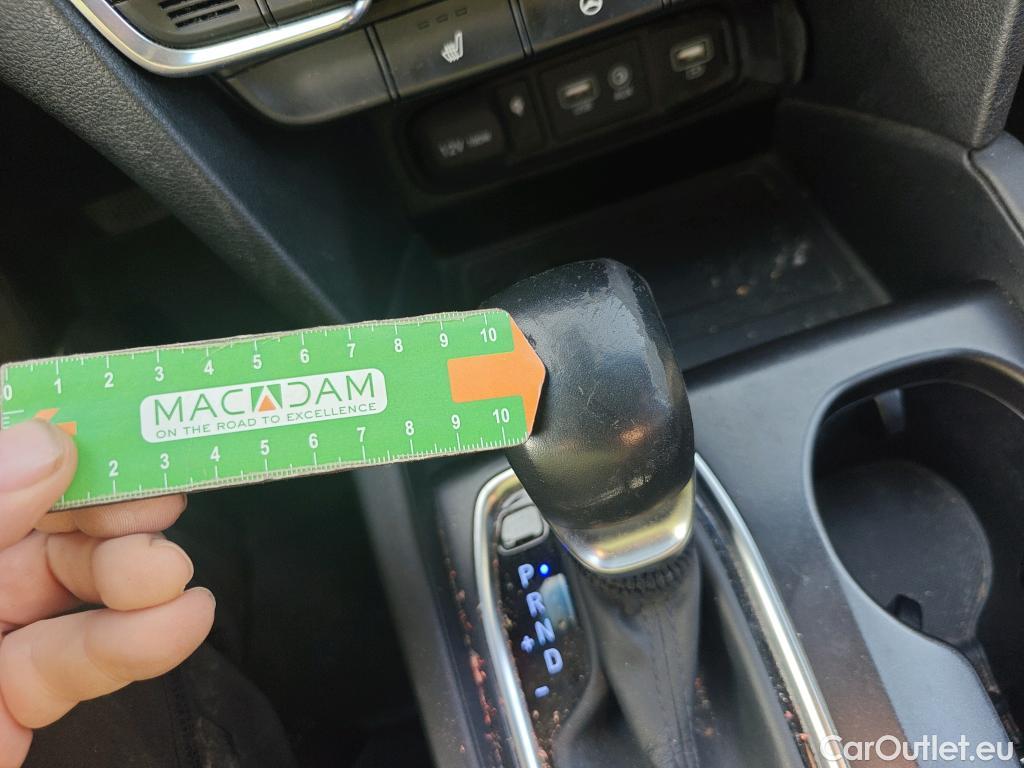 12V 180W
0 1 2 3 4 5 6 7 8 9 10
MACADAM
ON THE ROAD TO EXCELLENCE
2 3 4 5 6 7 8 9 10
P
R
N
+ D
-
CarOutlet.eu